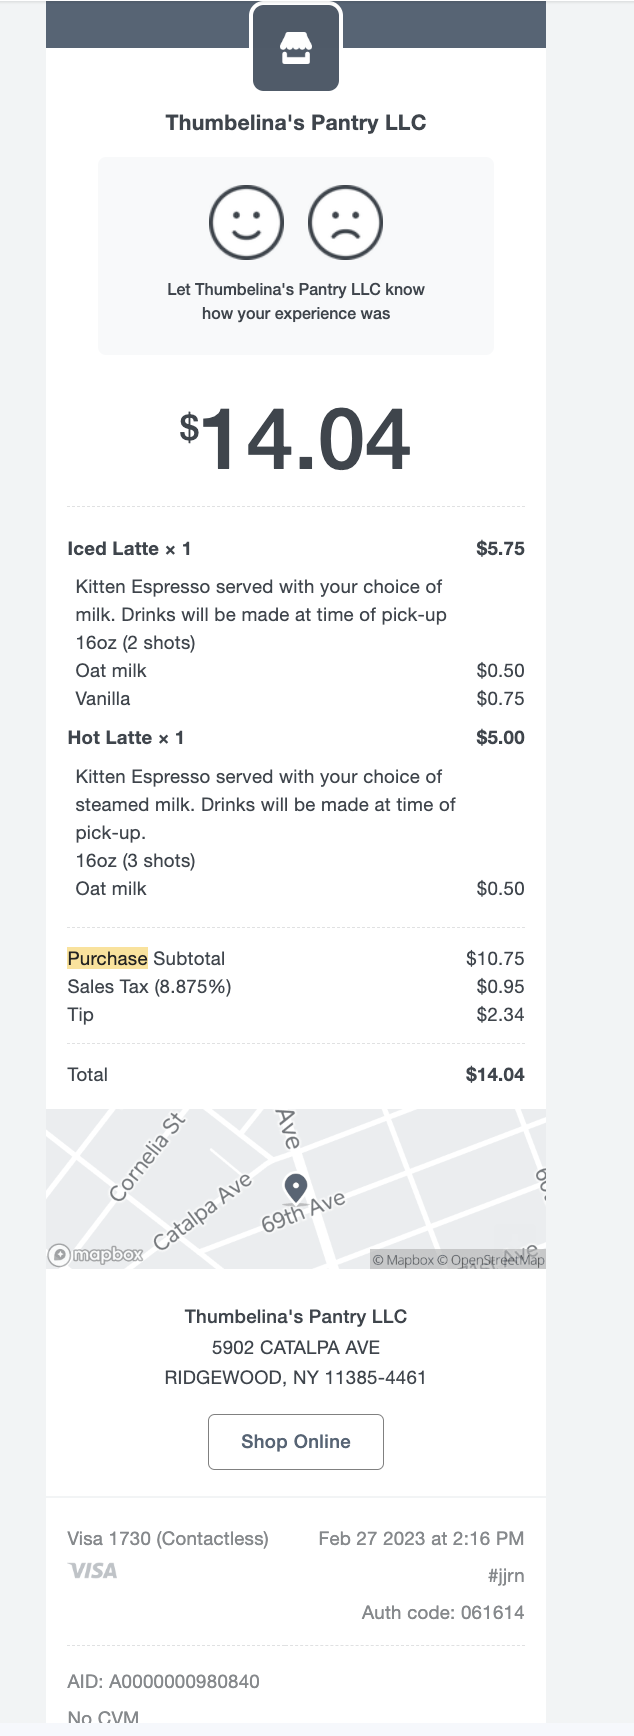 Thumbelina's Pantry LLC
Let Thumbelina's Pantry LLC know
how your experience was
$14.04
Iced Latte × 1 $5.75
Kitten Espresso served with your choice of
milk. Drinks will be made at time of pick-up
16oz (2 shots)
Oat milk $0.50
Vanilla $0.75
Hot Latte × 1 $5.00
Kitten Espresso served with your choice of
steamed milk. Drinks will be made at time of
pick-up.
16oz (3 shots)
Oat milk $0.50
Purchase Subtotal $10.75
Sales Tax (8.875%) $0.95
Tip $2.34
Total $14.04
Cornelia St
Ave
Catalpa Ave
69th Ave
mapbox
Ave
© Mapbox © OpenStreetMap
Thumbelina's Pantry LLC
5902 CATALPA AVE
RIDGEWOOD, NY 11385-4461
Shop Online
Visa 1730 (Contactless) Feb 27 2023 at 2:16 PM
VISA #jjrn
Auth code: 061614
AID: A0000000980840
No CVM